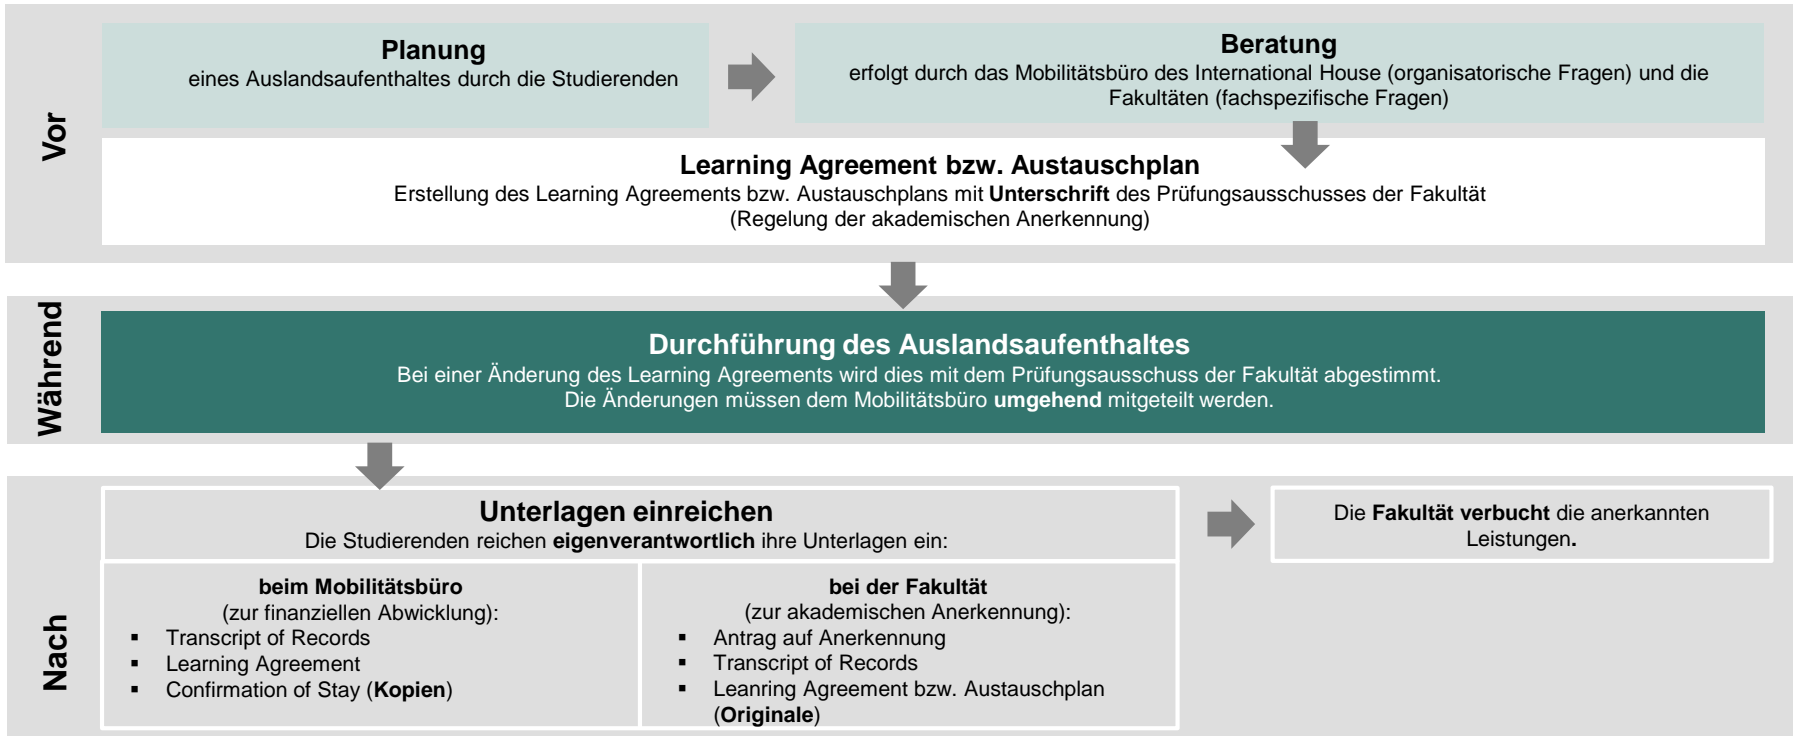 Vor
Planung
eines Auslandsaufenthaltes durch die Studierenden
Beratung
erfolgt durch das Mobilitätsbüro des International House (organisatorische Fragen) und die
Fakultäten (fachspezifische Fragen)
Learning Agreement bzw. Austauschplan
Erstellung des Learning Agreements bzw. Austauschplans mit Unterschrift des Prüfungsausschusses der Fakultät
(Regelung der akademischen Anerkennung)
Während
Durchführung des Auslandsaufenthaltes
Bei einer Änderung des Learning Agreements wird dies mit dem Prüfungsausschuss der Fakultät abgestimmt.
Die Änderungen müssen dem Mobilitätsbüro umgehend mitgeteilt werden.
Nach
Unterlagen einreichen
Die Studierenden reichen eigenverantwortlich ihre Unterlagen ein:
beim Mobilitätsbüro
(zur finanziellen Abwicklung):
▪ Transcript of Records
▪ Learning Agreement
▪ Confirmation of Stay (Kopien)
bei der Fakultät
(zur akademischen Anerkennung):
▪ Antrag auf Anerkennung
▪ Transcript of Records
▪ Leanring Agreement bzw. Austauschplan
(Originale)
Die Fakultät verbucht die anerkannten
Leistungen.